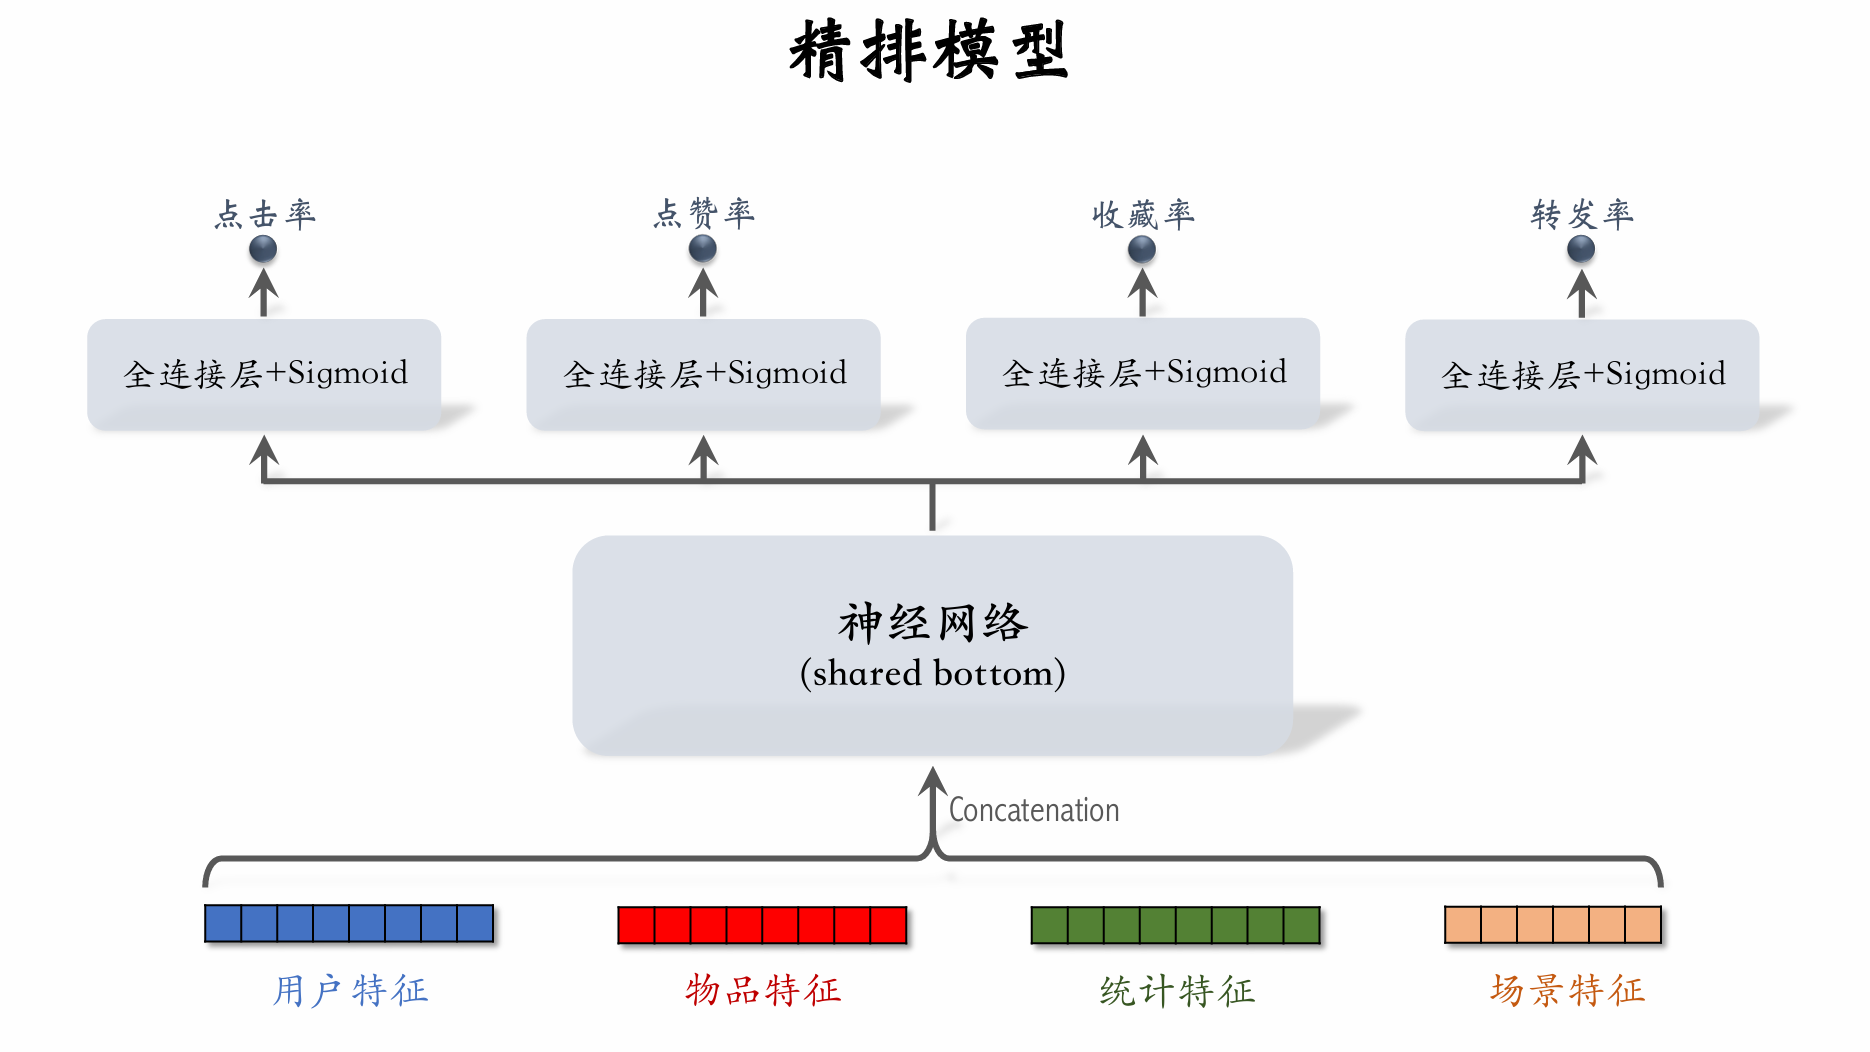 精排模型
点击率
点赞率
收藏率
转发率
全连接层+Sigmoid
全连接层+Sigmoid
全连接层+Sigmoid
全连接层+Sigmoid
神经网络
(shared bottom)
Concatenation
用户特征
物品特征
统计特征
场景特征